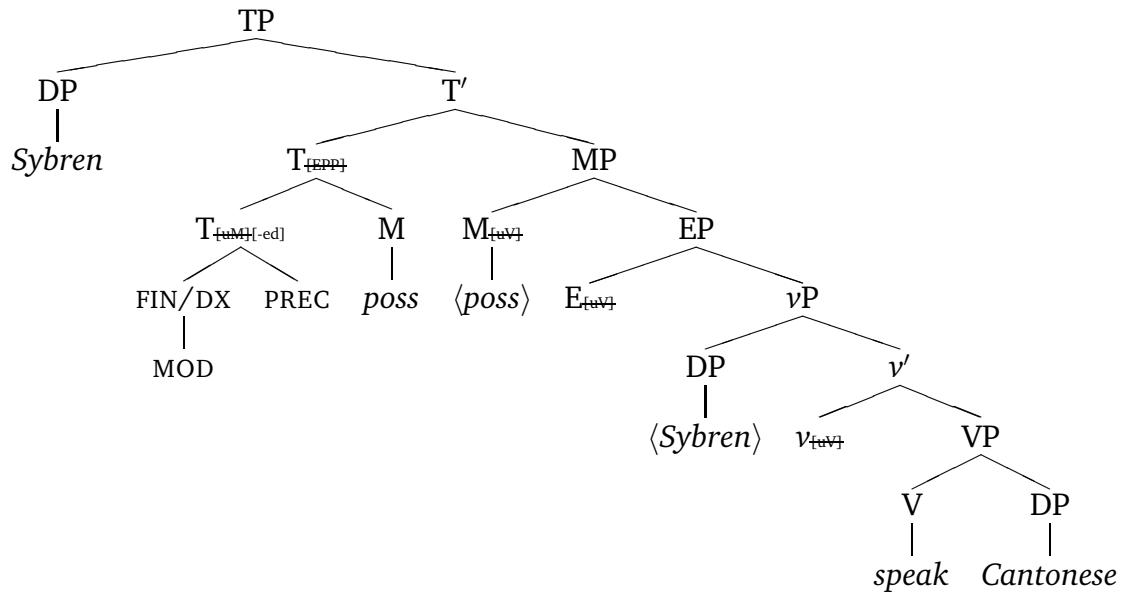 TP
DP T′
Sybren T[EPP] MP
T[uM][-ed] M M[uV] EP
FIN/DX PREC poss ⟨poss⟩ E[uV] vP
MOD DP v′
⟨Sybren⟩ v[uV] VP
V DP
speak Cantonese